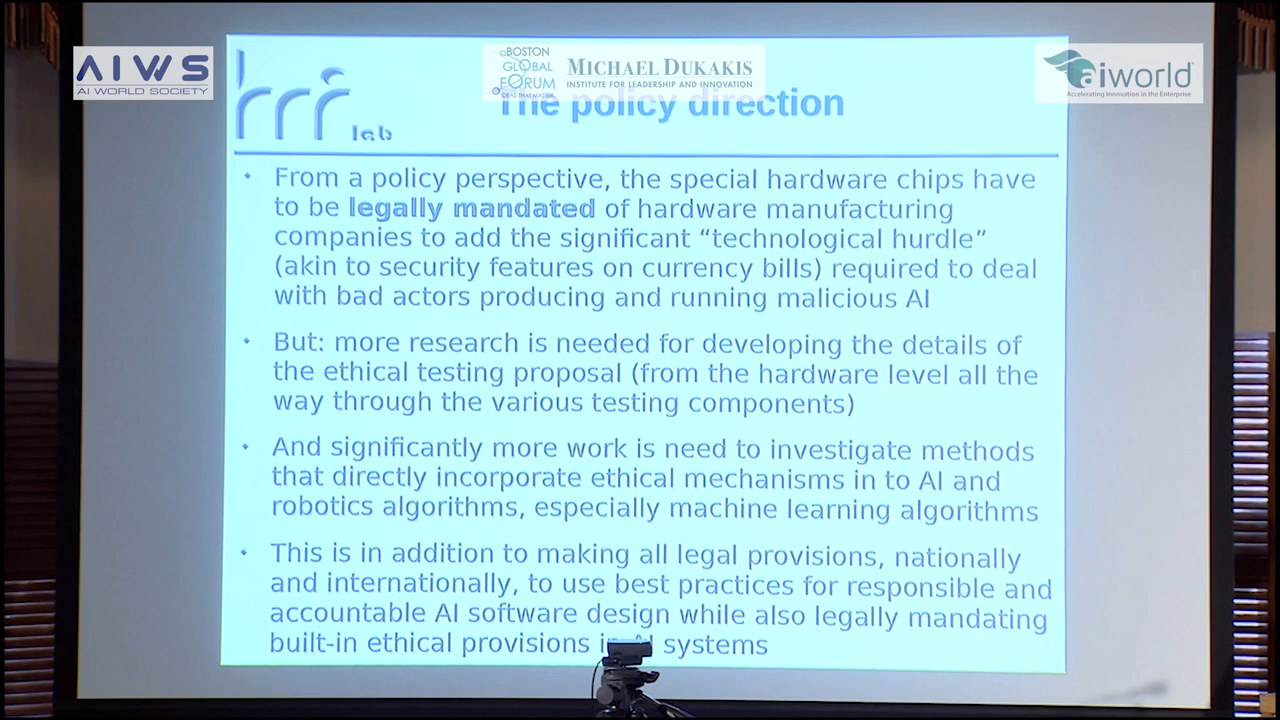 AIWS
AI WORLD SOCIETY
BOSTON
GLOBAL
FORUM
IDEAS THAT MATTER
MICHAEL DUKAKIS
INSTITUTE FOR LEADERSHIP AND INNOVATION
aiworld
Accelerating Innovation in the Enterprise
hri
lab
The policy direction
• From a policy perspective, the special hardware chips have
to be legally mandated of hardware manufacturing
companies to add the significant “technological hurdle”
(akin to security features on currency bills) required to deal
with bad actors producing and running malicious AI
• But: more research is needed for developing the details of
the ethical testing proposal (from the hardware level all the
way through the various testing components)
• And significantly more work is need to investigate methods
that directly incorporate ethical mechanisms in to AI and
robotics algorithms, especially machine learning algorithms
• This is in addition to making all legal provisions, nationally
and internationally, to use best practices for responsible and
accountable AI software design while also legally mandating
built-in ethical provisions in AI systems